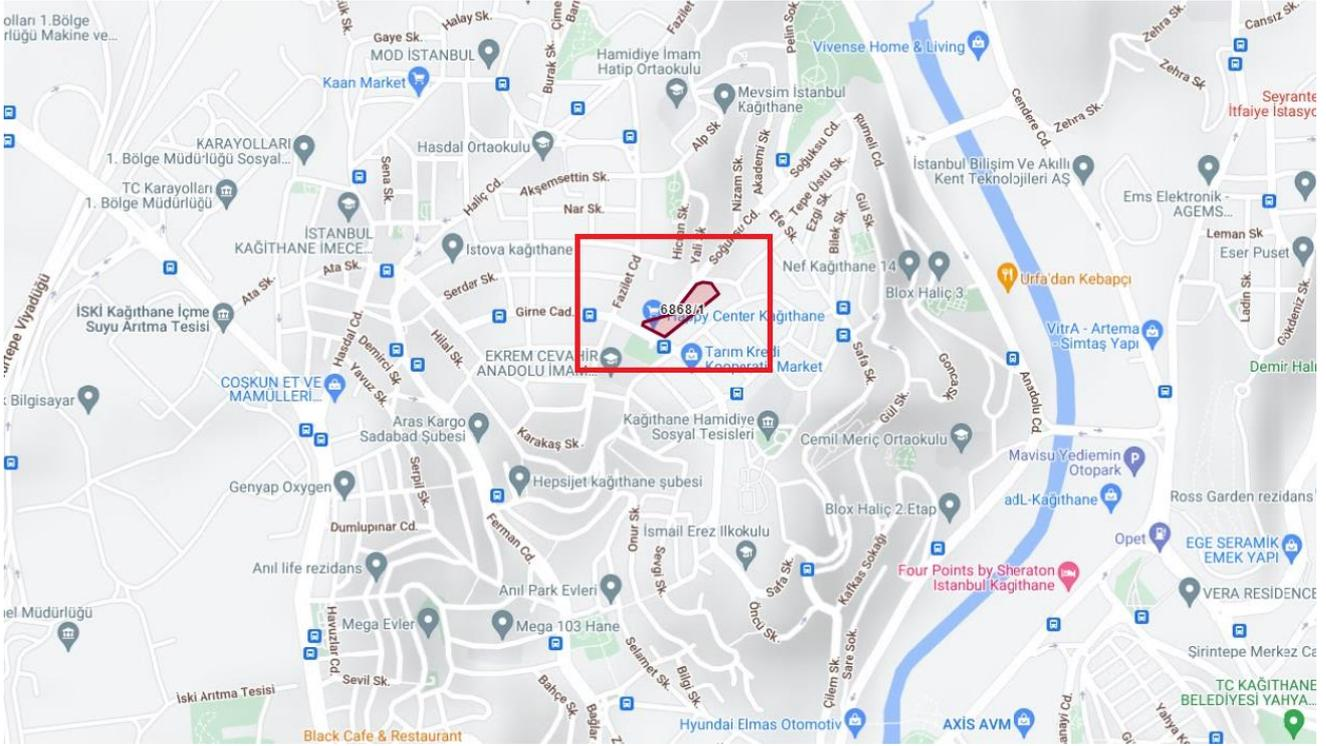 olları 1.Bölge
rlüğü Makine ve...
Halay Sk.
Gaye Sk.
MOD İSTANBUL
Kaan Market
Burak Sk.
Fazilet
Hamidiye İmam
Hatip Ortaokulu
Pelin Sok.
Vivense Home & Living
Zehra Sk.
Cansız Sk.
Zehra Sk
Seyrante
İtfaiye İstasyo
Mevsim İstanbul
Kağıthane
Cendere Cd.
Zehra Sk.
KARAYOLLARI
1. Bölge Müdürlüğü Sosyal...
Hasdal Ortaokulu
Alp Sk
Nizam Sk.
Akademi Sk.
Soğuksu Cd.
Rumeli Cd.
İstanbul Bilişim Ve Akıllı
Kent Teknolojileri AŞ
TC Karayolları
1. Bölge Müdürlüğü
Sena Sk.
Haliç Cd.
Akşemsettin Sk.
Nar Sk.
Tepe Üstü Sk.
Ezgi Sk.
Efe Sk.
Bilek Sk.
Gül Sk.
Ems Elektronik -
AGEMS...
İSTANBUL
KAĞITHANE İMECE...
Istova kağıthane
Hicran Sk.
Yalı Sk
Soğuksu Cd.
Leman Sk
Eser Puset
Ata Sk.
Ata Sk.
Serdar Sk.
Fazilet Cd
Nef Kağıthane 14
Blox Haliç 3
Urfa'dan Kebapçı
Ladin Sk.
Gökdeniz Sk.
İSKİ Kağıthane İçme
Suyu Arıtma Tesisi
Girne Cad.
6868/1
Happy Center Kağıthane
VitrA - Artema
- Simtaş Yapı
Hasdal Cd.
Demirci Sk.
Yavuz Sk.
Hilal Sk.
EKREM CEVAHİR
ANADOLU İMAM...
Tarım Kredi
Kooperatif Market
Safa Sk.
Gonca Sk.
Anadolu Cd.
Demir Halı
COŞKUN ET VE
MAMÜLLERİ...
Bilgisayar
Aras Kargo
Sadabad Şubesi
Karakaş Sk.
Kağıthane Hamidiye
Sosyal Tesisleri
Gül Sk.
Cemil Meriç Ortaokulu
Mavisu Yediemin
Otopark
Genyap Oxygen
Serpil Sk.
Hepsijet kağıthane şubesi
adL-Kağıthane
Ross Garden rezidans
Dumlupınar Cd.
Ferman Cd.
Onur Sk.
Sevgi Sk.
İsmail Erez Ilkokulu
Blox Haliç 2.Etap
Opet
EGE SERAMİK
EMEK YAPI
Anıl life rezidans
Anıl Park Evleri
Safa Sk.
Öncü Sk.
Kafkas Sokağı
Four Points by Sheraton
Istanbul Kagithane
VERA RESİDENCE
el Müdürlüğü
Havuzlar Cd.
Mega Evler
Mega 103 Hane
Selamet Sk.
Bilgi Sk.
Çilem Sk.
Sare Sok.
Şirintepe Merkez Ca
Sevil Sk.
Bahçe Sk.
Bağlar
İski Arıtma Tesisi
Black Cafe & Restaurant
Hyundai Elmas Otomotiv
AXİS AVM
anayi Cd.
Yahya K
TC KAĞITHANE
BELEDİYESİ YAHYA...